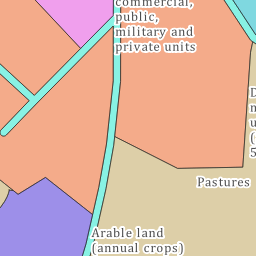 commercial,
public,
military and
private units
Pastures
Arable land
(annual crops)